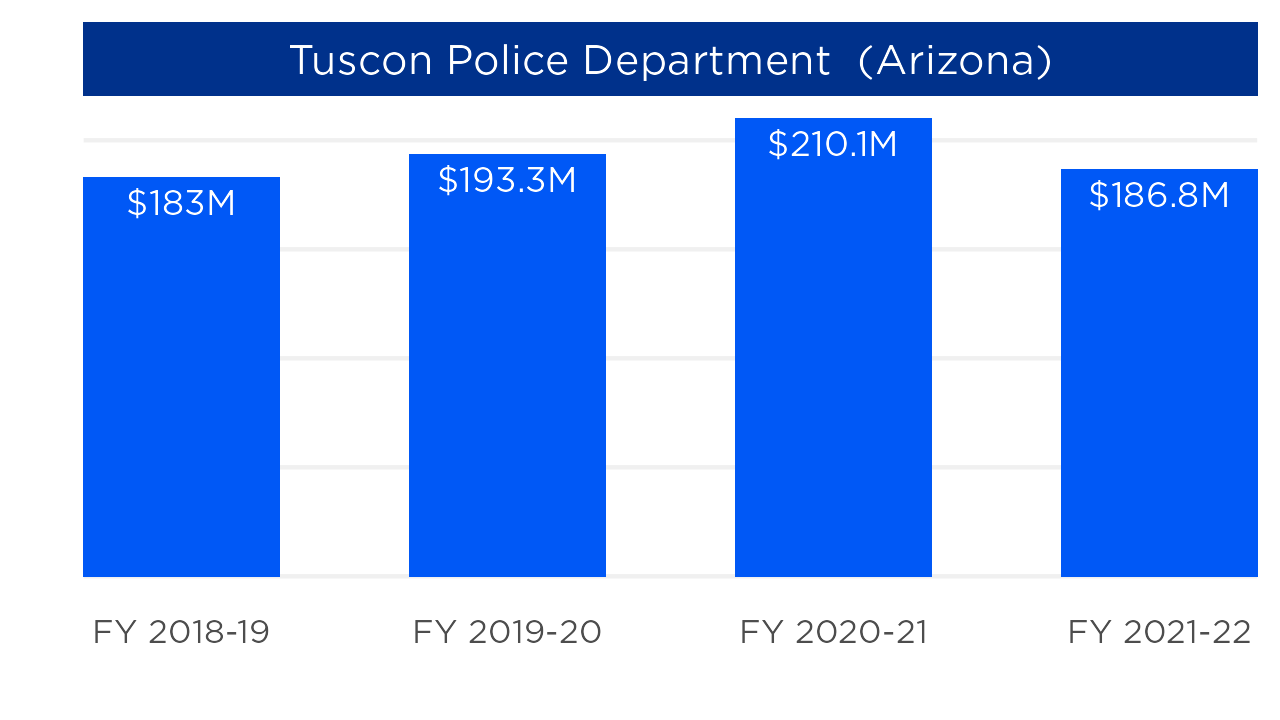 Tuscon Police Department (Arizona)
$183M
$193.3M
$210.1M
$186.8M
FY 2018-19
FY 2019-20
FY 2020-21
FY 2021-22